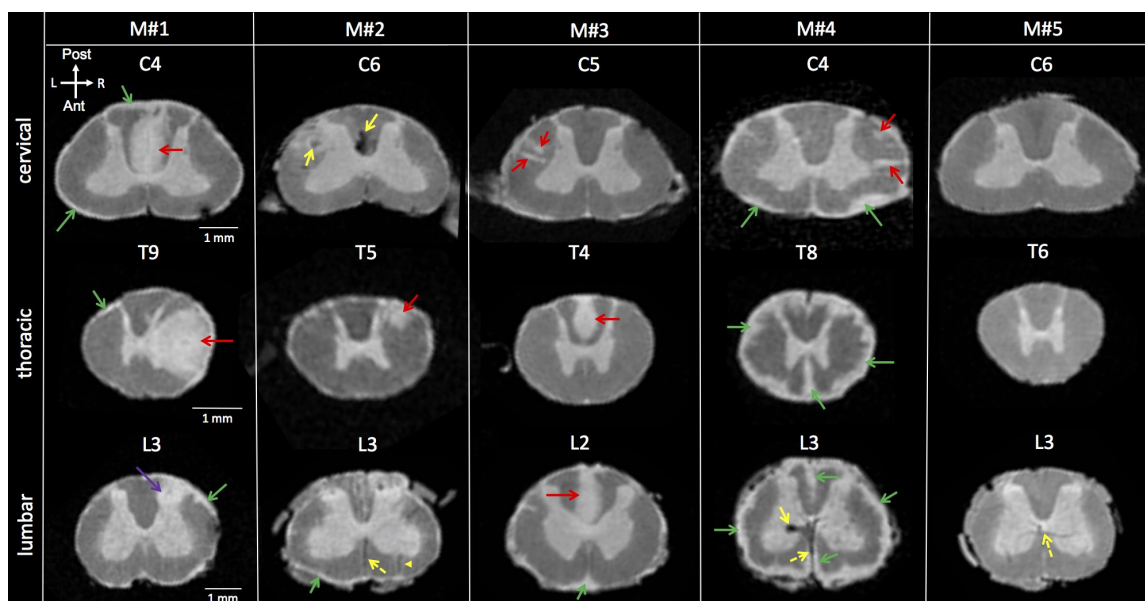 M#1 M#2 M#3 M#4 M#5
Post
L R
Ant
C4 C6 C5 C4 C6
cervical
1 mm
T9 T5 T4 T8 T6
thoracic
1 mm
L3 L3 L2 L3 L3
lumbar
1 mm